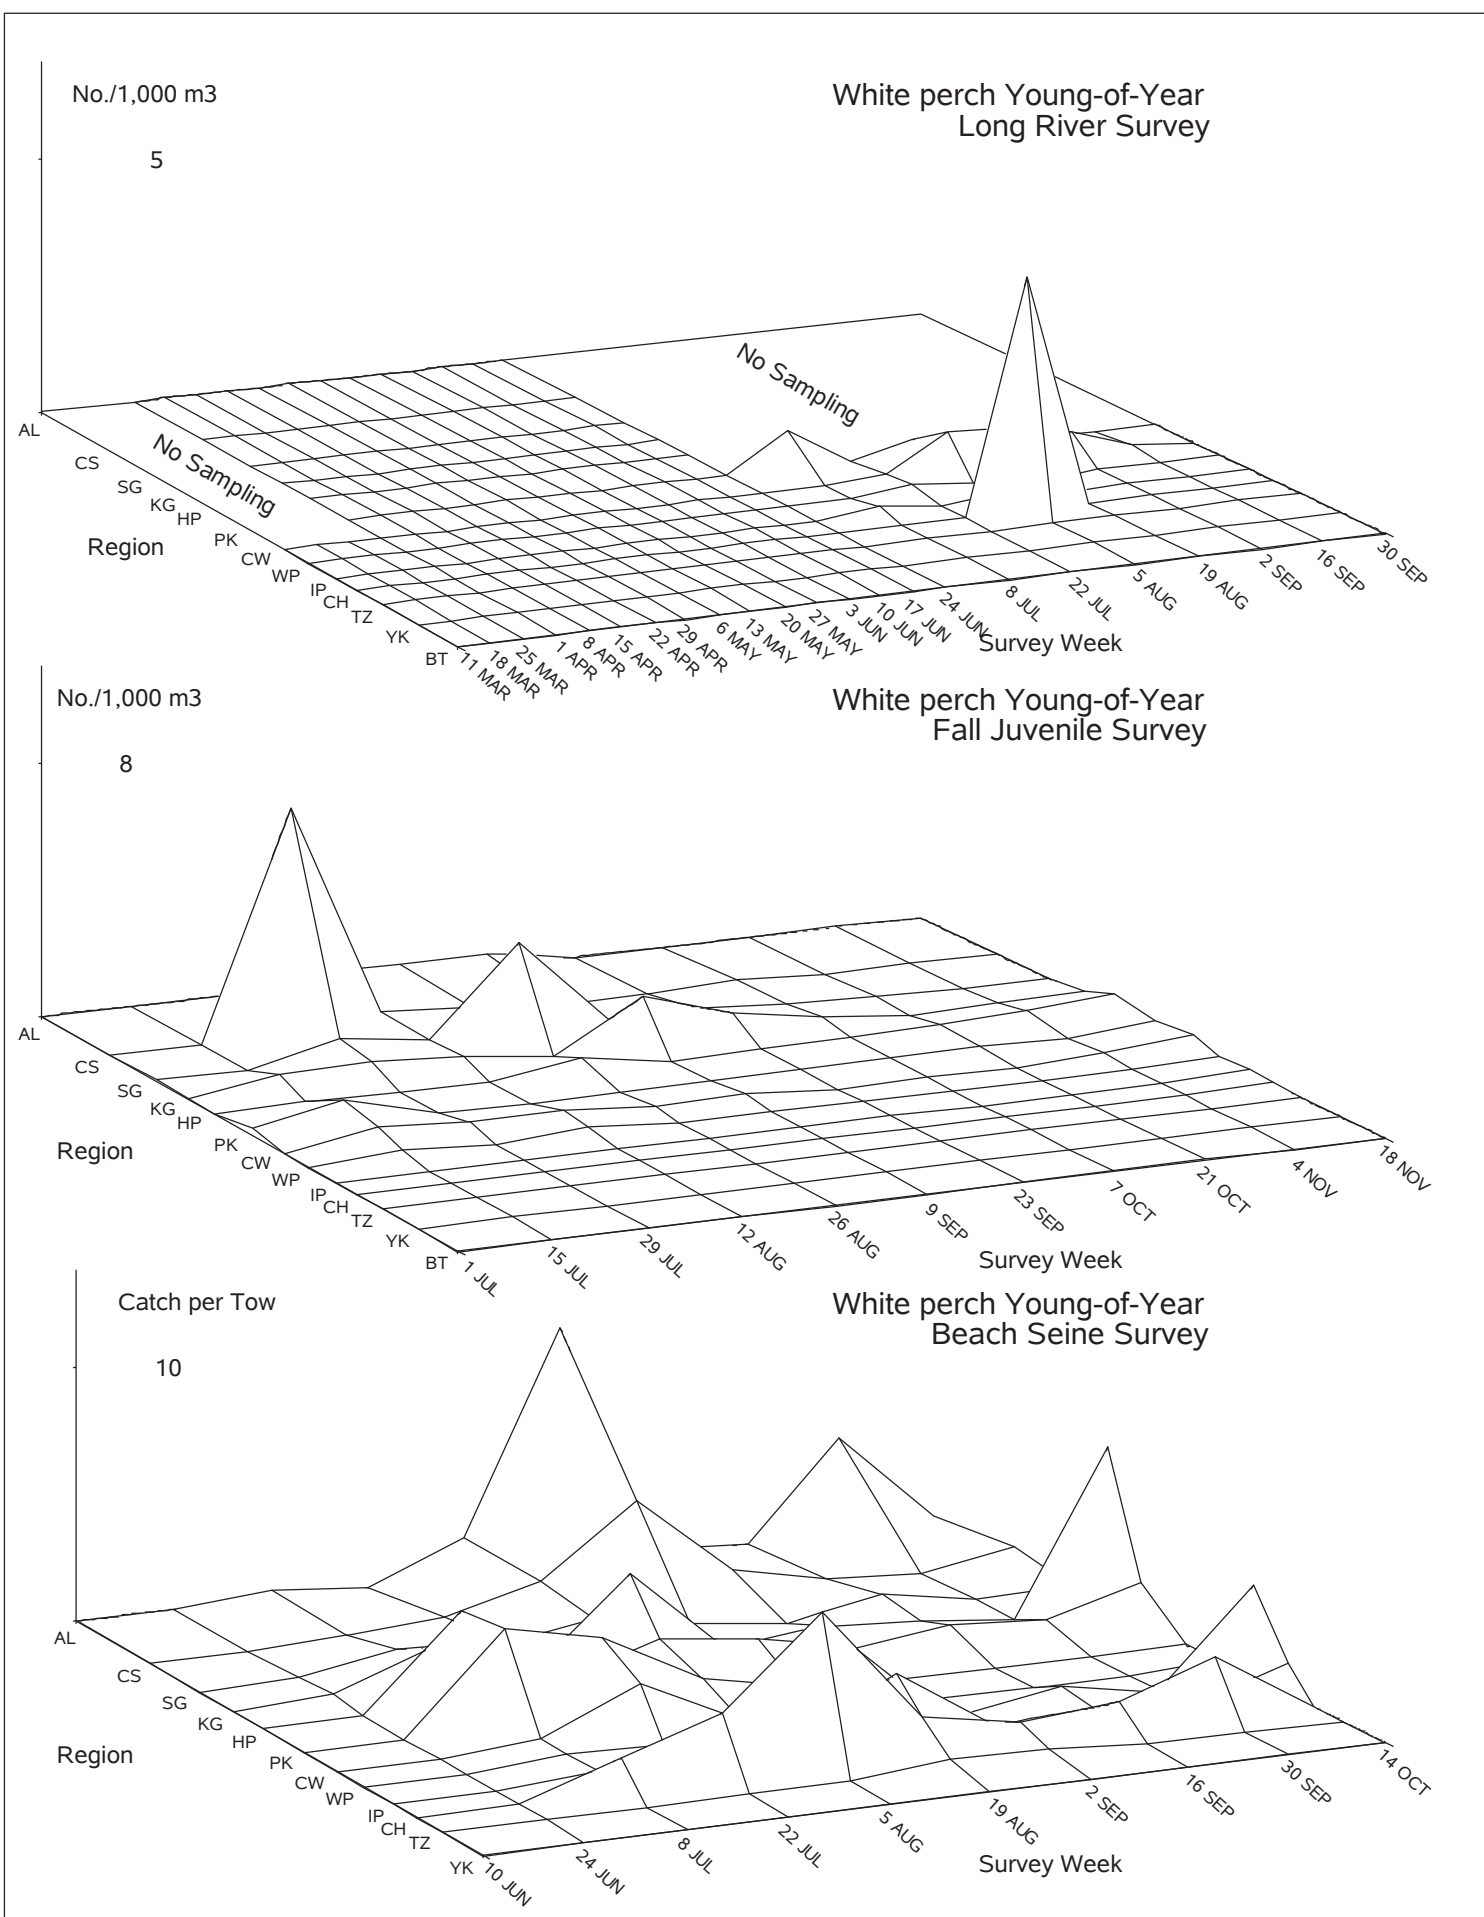 No./1,000 m3
White perch Young-of-Year
Long River Survey
5
No Sampling
AL
CS
No Sampling
SG
KG
HP
Region
PK
CW
WP
IP
CH
TZ
YK
BT
11 MAR
18 MAR
25 MAR
1 APR
8 APR
15 APR
22 APR
29 APR
6 MAY
13 MAY
20 MAY
27 MAY
3 JUN
10 JUN
17 JUN
24 JUN
8 JUL
22 JUL
5 AUG
19 AUG
2 SEP
16 SEP
30 SEP
Survey Week
No./1,000 m3
White perch Young-of-Year
Fall Juvenile Survey
8
AL
CS
SG
KG
HP
Region
PK
CW
WP
IP
CH
TZ
YK
BT
1 JUL
15 JUL
29 JUL
12 AUG
26 AUG
9 SEP
23 SEP
7 OCT
21 OCT
4 NOV
18 NOV
Survey Week
Catch per Tow
White perch Young-of-Year
Beach Seine Survey
10
AL
CS
SG
KG
HP
Region
PK
CW
WP
IP
CH
TZ
YK
10 JUN
24 JUN
8 JUL
22 JUL
5 AUG
19 AUG
2 SEP
16 SEP
30 SEP
14 OCT
Survey Week